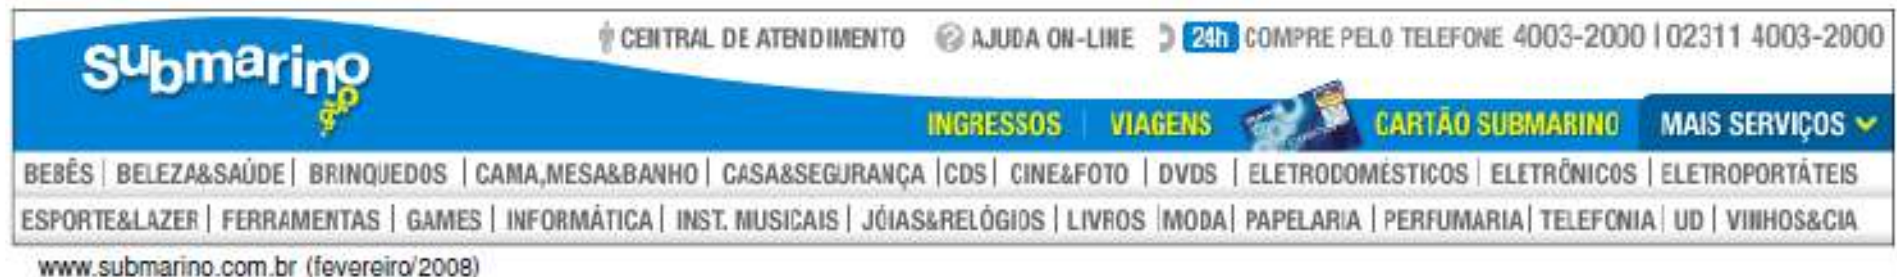 submarino
.com.br
CENTRAL DE ATENDIMENTO ? AJUDA ON-LINE 24h COMPRE PELO TELEFONE 4003-2000 | 02311 4003-2000
INGRESSOS | VIAGENS CARTÃO SUBMARINO MAIS SERVIÇOS
BEBÊS | BELEZA&SAÚDE | BRINQUEDOS | CAMA,MESA&BANHO | CASA&SEGURANÇA | CDS | CINE&FOTO | DVDS | ELETRODOMÉSTICOS | ELETRÔNICOS | ELETROPORTÁTEIS
ESPORTE&LAZER | FERRAMENTAS | GAMES | INFORMÁTICA | INST. MUSICAIS | JÓIAS&RELÓGIOS | LIVROS | MODA | PAPELARIA | PERFUMARIA | TELEFONIA | UD | VINHOS&CIA
www.submarino.com.br (fevereiro/2008)